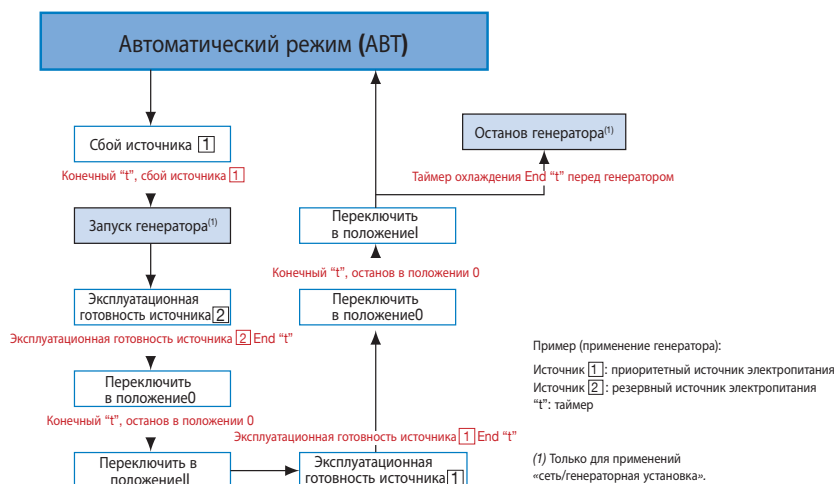 Автоматический режим (АВТ)
Сбой источника 1
Конечный “t”, сбой источника 1
Запуск генератора(1)
Эксплуатационная
готовность источника 2
Эксплуатационная готовность источника 2 End “t”
Переключить
в положение0
Конечный “t”, останов в положении 0
Переключить в
положениеII
Эксплуатационная
готовность источника 1
Эксплуатационная готовность источника 1 End “t”
Переключить
в положение0
Конечный “t”, останов в положении 0
Переключить
в положениеI
Таймер охлаждения End “t” перед генератором
Останов генератора(1)
Пример (применение генератора):
Источник 1 : приоритетный источник электропитания
Источник 2 : резервный источник электропитания
“t”: таймер
(1) Только для применений
«сеть/генераторная установка».